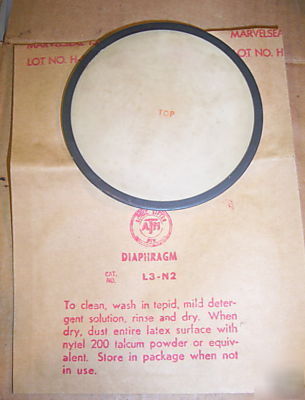 MARVELSEAL
MARVELSEA
LOT NO. H
LOT NO. H
TOP
DIAPHRAGM
CAT. NO. L3-N2
To clean, wash in tepid, mild deter-
gent solution, rinse and dry. When
dry, dust entire latex surface with
nytel 200 talcum powder or equiv-
alent. Store in package when not
in use.